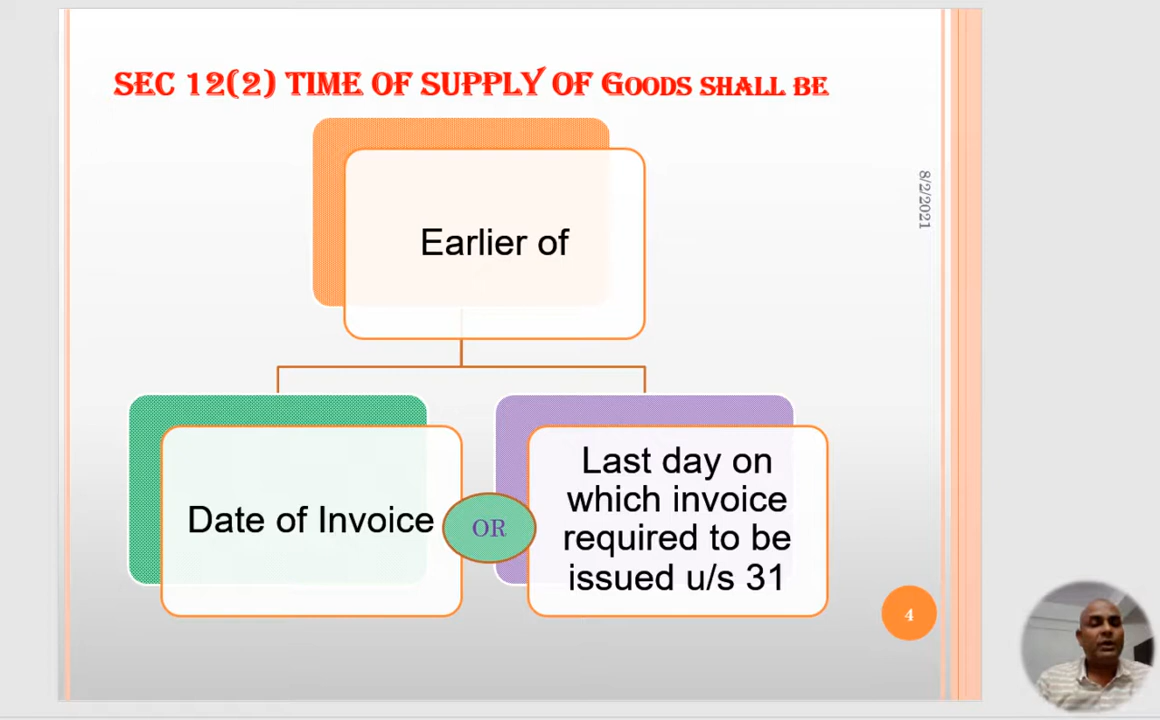 SEC 12(2) TIME OF SUPPLY OF GOODS SHALL BE
8/2/2021
Earlier of
Date of Invoice
OR
Last day on
which invoice
required to be
issued u/s 31
4